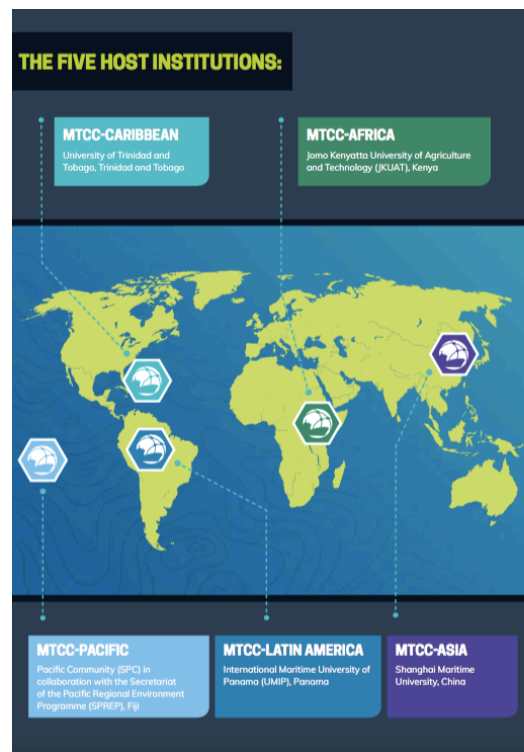 THE FIVE HOST INSTITUTIONS:
MTCC-CARIBBEAN
University of Trinidad and
Tobago, Trinidad and Tobago
MTCC-AFRICA
Jomo Kenyatta University of Agriculture
and Technology (JKUAT), Kenya
MTCC-PACIFIC
Pacific Community (SPC) in
collaboration with the Secretariat
of the Pacific Regional Environment
Programme (SPREP), Fiji
MTCC-LATIN AMERICA
International Maritime University of
Panama (UMIP), Panama
MTCC-ASIA
Shanghai Maritime
University, China